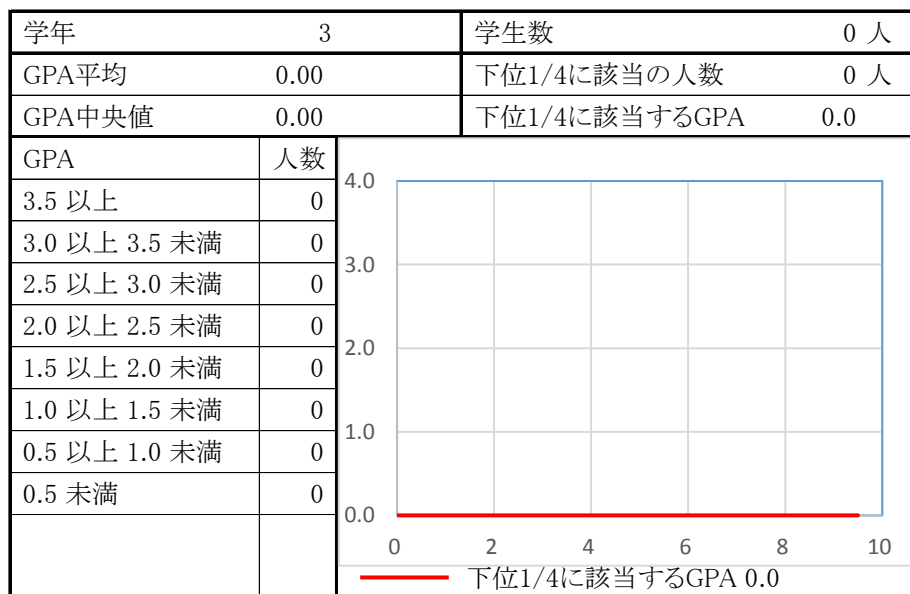 学年 3 学生数 0 人
GPA平均 0.00 下位1/4に該当の人数 0 人
GPA中央値 0.00 下位1/4に該当するGPA 0.0
GPA 人数
3.5 以上 0
3.0 以上 3.5 未満 0
2.5 以上 3.0 未満 0
2.0 以上 2.5 未満 0
1.5 以上 2.0 未満 0
1.0 以上 1.5 未満 0
0.5 以上 1.0 未満 0
0.5 未満 0
4.0
3.0
2.0
1.0
0.0
0 2 4 6 8 10
下位1/4に該当するGPA 0.0